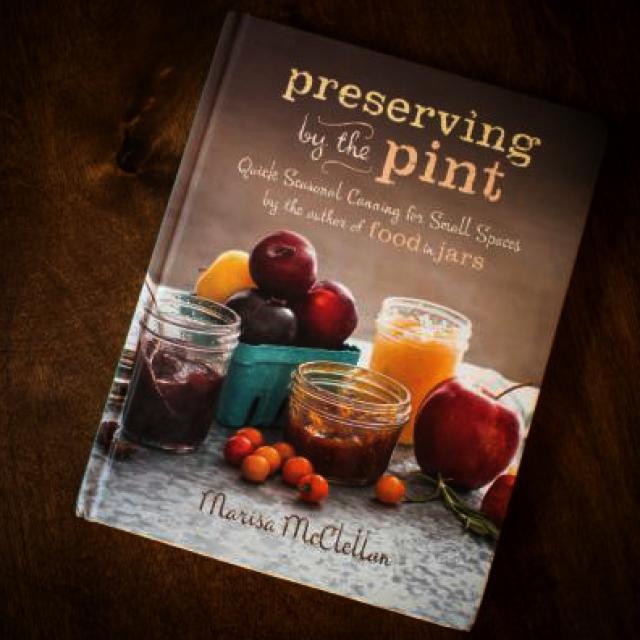 preserving
by the pint
Quick Seasonal Canning for Small Spaces
by the author of food in jars
Marisa McClellan